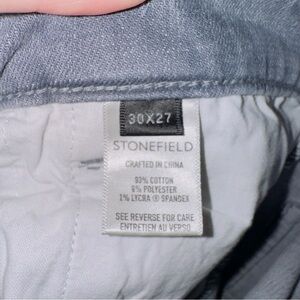 30X27
STONEFIELD
CRAFTED IN CHINA
93% COTTON
6% POLYESTER
1% LYCRA ® SPANDEX
SEE REVERSE FOR CARE
ENTRETIEN AU VERSO